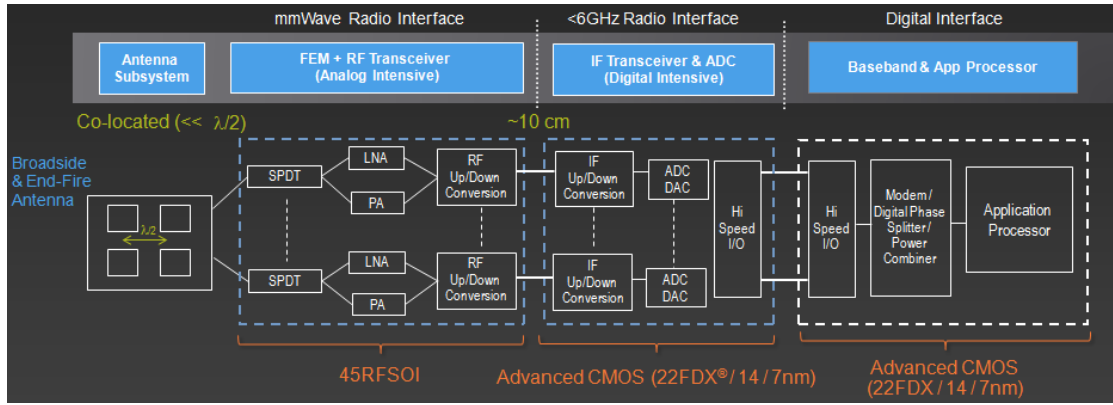 mmWave Radio Interface
<6GHz Radio Interface
Digital Interface
Antenna
Subsystem
FEM + RF Transceiver
(Analog Intensive)
IF Transceiver & ADC
(Digital Intensive)
Baseband & App Processor
Co-located (<< λ/2)
~10 cm
Broadside
& End-Fire
Antenna
λ/2
SPDT
LNA
PA
RF
Up/Down
Conversion
IF
Up/Down
Conversion
ADC
DAC
SPDT
LNA
PA
RF
Up/Down
Conversion
IF
Up/Down
Conversion
ADC
DAC
Hi
Speed
I/O
Hi
Speed
I/O
Modem /
Digital Phase
Splitter /
Power
Combiner
Application
Processor
45RFSOI
Advanced CMOS (22FDX® / 14 / 7nm)
Advanced CMOS
(22FDX / 14 / 7nm)